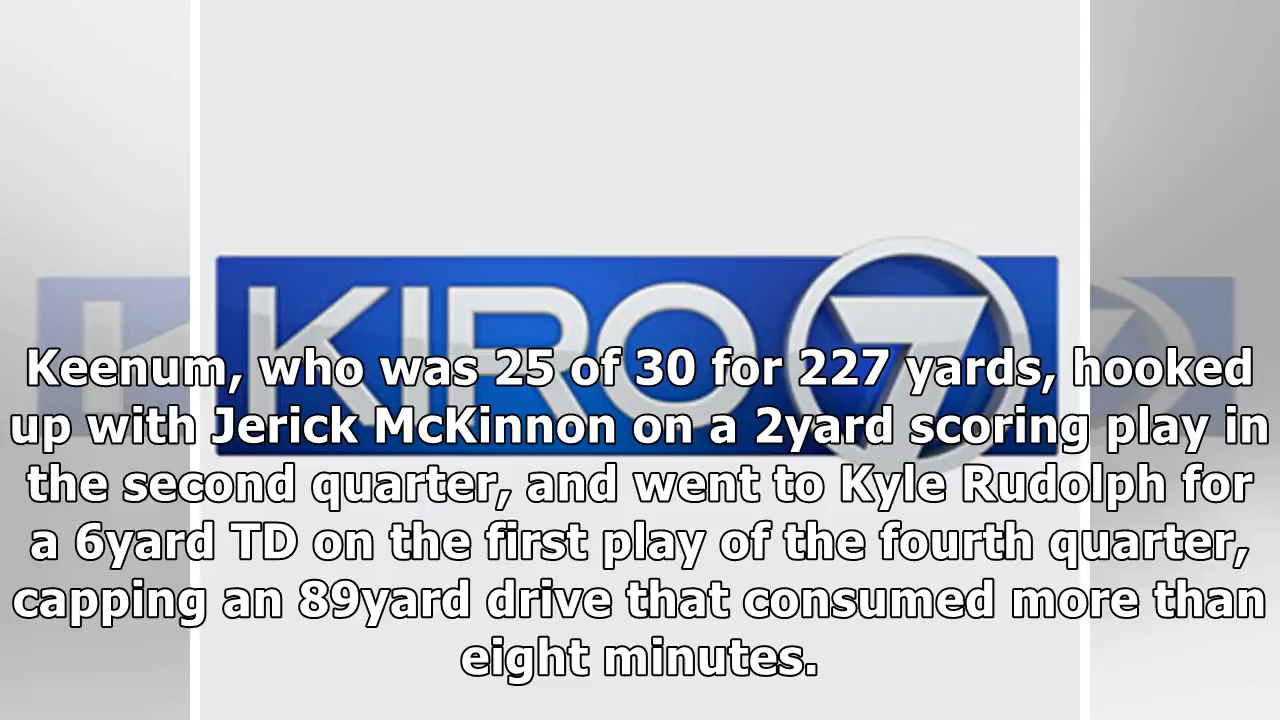 KIRO 7
Keenum, who was 25 of 30 for 227 yards, hooked
up with Jerick McKinnon on a 2yard scoring play in
the second quarter, and went to Kyle Rudolph for
a 6yard TD on the first play of the fourth quarter,
capping an 89yard drive that consumed more than
eight minutes.